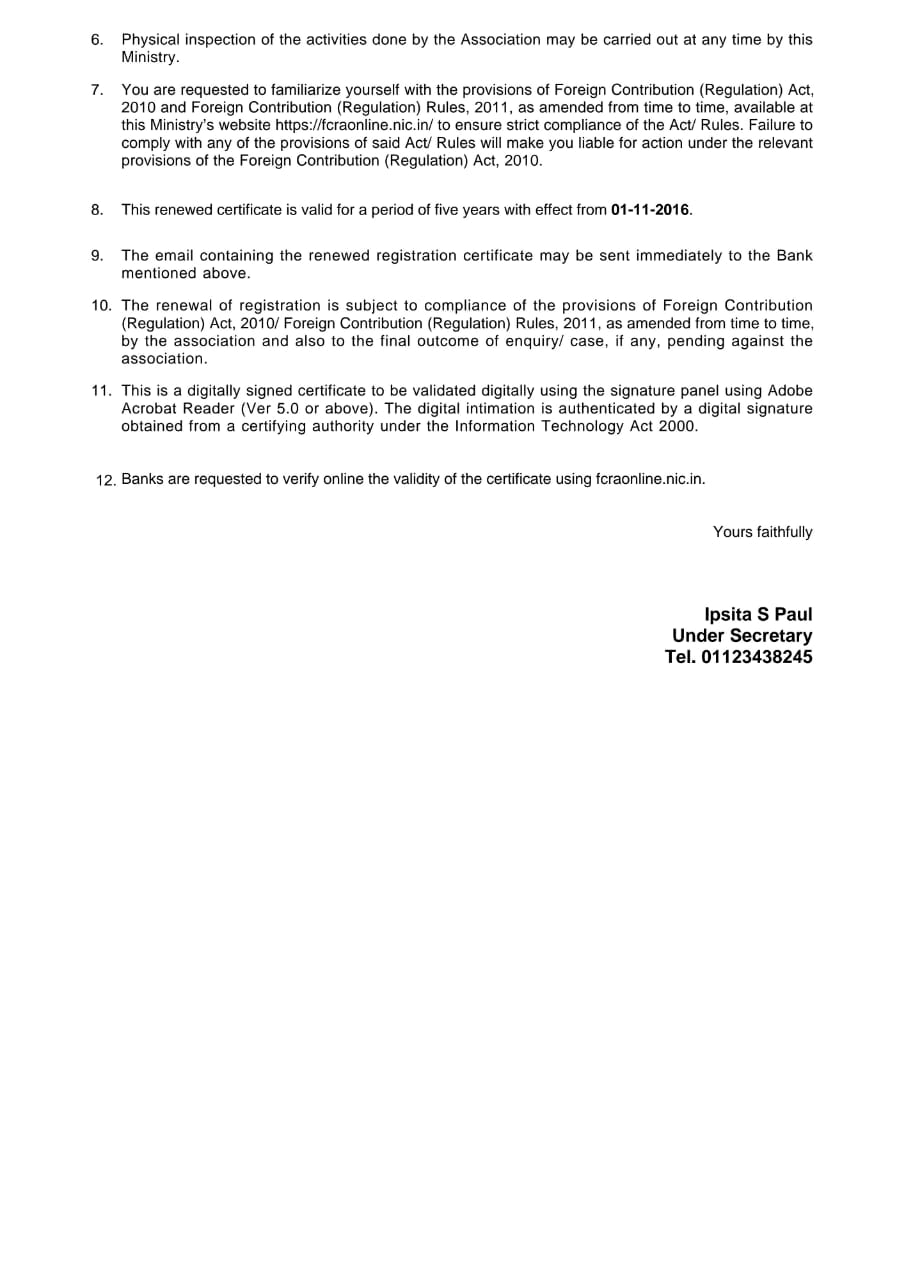 6. Physical inspection of the activities done by the Association may be carried out at any time by this
Ministry.
7. You are requested to familiarize yourself with the provisions of Foreign Contribution (Regulation) Act,
2010 and Foreign Contribution (Regulation) Rules, 2011, as amended from time to time, available at
this Ministry's website https://fcraonline.nic.in/ to ensure strict compliance of the Act/ Rules. Failure to
comply with any of the provisions of said Act/ Rules will make you liable for action under the relevant
provisions of the Foreign Contribution (Regulation) Act, 2010.
8. This renewed certificate is valid for a period of five years with effect from 01-11-2016.
9. The email containing the renewed registration certificate may be sent immediately to the Bank
mentioned above.
10. The renewal of registration is subject to compliance of the provisions of Foreign Contribution
(Regulation) Act, 2010/ Foreign Contribution (Regulation) Rules, 2011, as amended from time to time,
by the association and also to the final outcome of enquiry/ case, if any, pending against the
association.
11. This is a digitally signed certificate to be validated digitally using the signature panel using Adobe
Acrobat Reader (Ver 5.0 or above). The digital intimation is authenticated by a digital signature
obtained from a certifying authority under the Information Technology Act 2000.
12. Banks are requested to verify online the validity of the certificate using fcraonline.nic.in.
Yours faithfully
Ipsita S Paul
Under Secretary
Tel. 01123438245